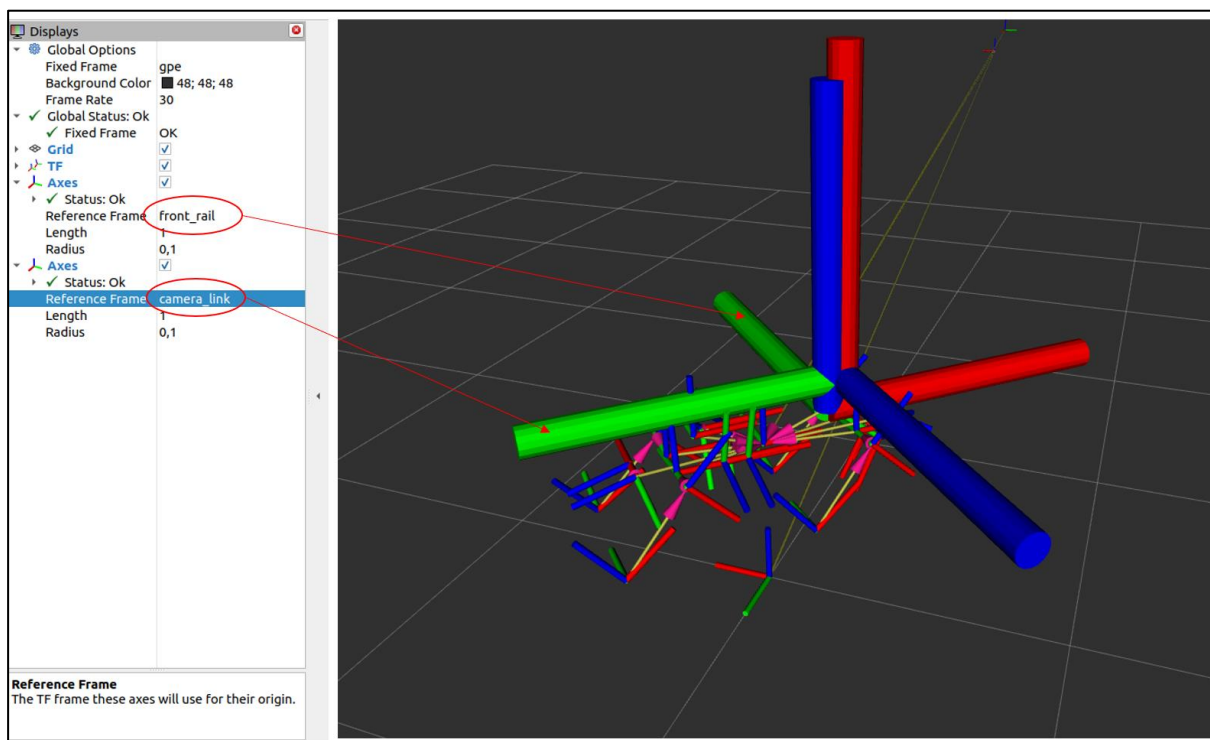 Displays
Global Options
Fixed Frame gpe
Background Color 48; 48; 48
Frame Rate 30
Global Status: Ok
Fixed Frame OK
Grid
TF
Axes
Status: Ok
Reference Frame front_rail
Length 1
Radius 0,1
Axes
Status: Ok
Reference Frame camera_link
Length 1
Radius 0,1
Reference Frame
The TF frame these axes will use for their origin.